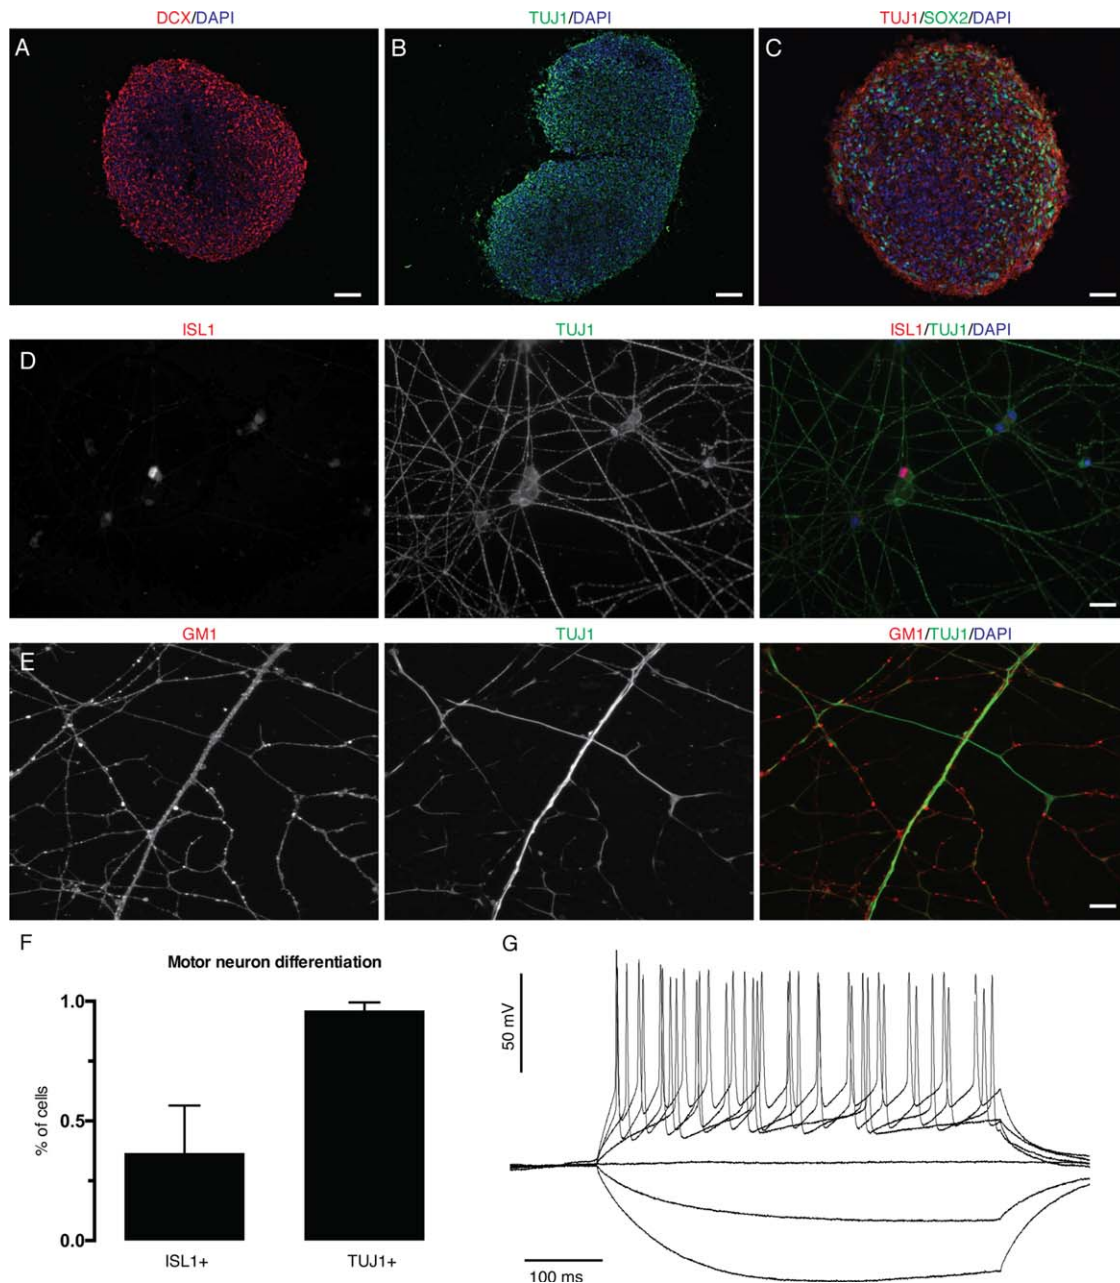 DCX/DAPI
TUJ1/DAPI
TUJ1/SOX2/DAPI
A
B
C
ISL1
TUJ1
ISL1/TUJ1/DAPI
D
GM1
TUJ1
GM1/TUJ1/DAPI
E
F
Motor neuron differentiation
1.0
0.5
0.0
% of cells
ISL1+
TUJ1+
G
50 mV
100 ms